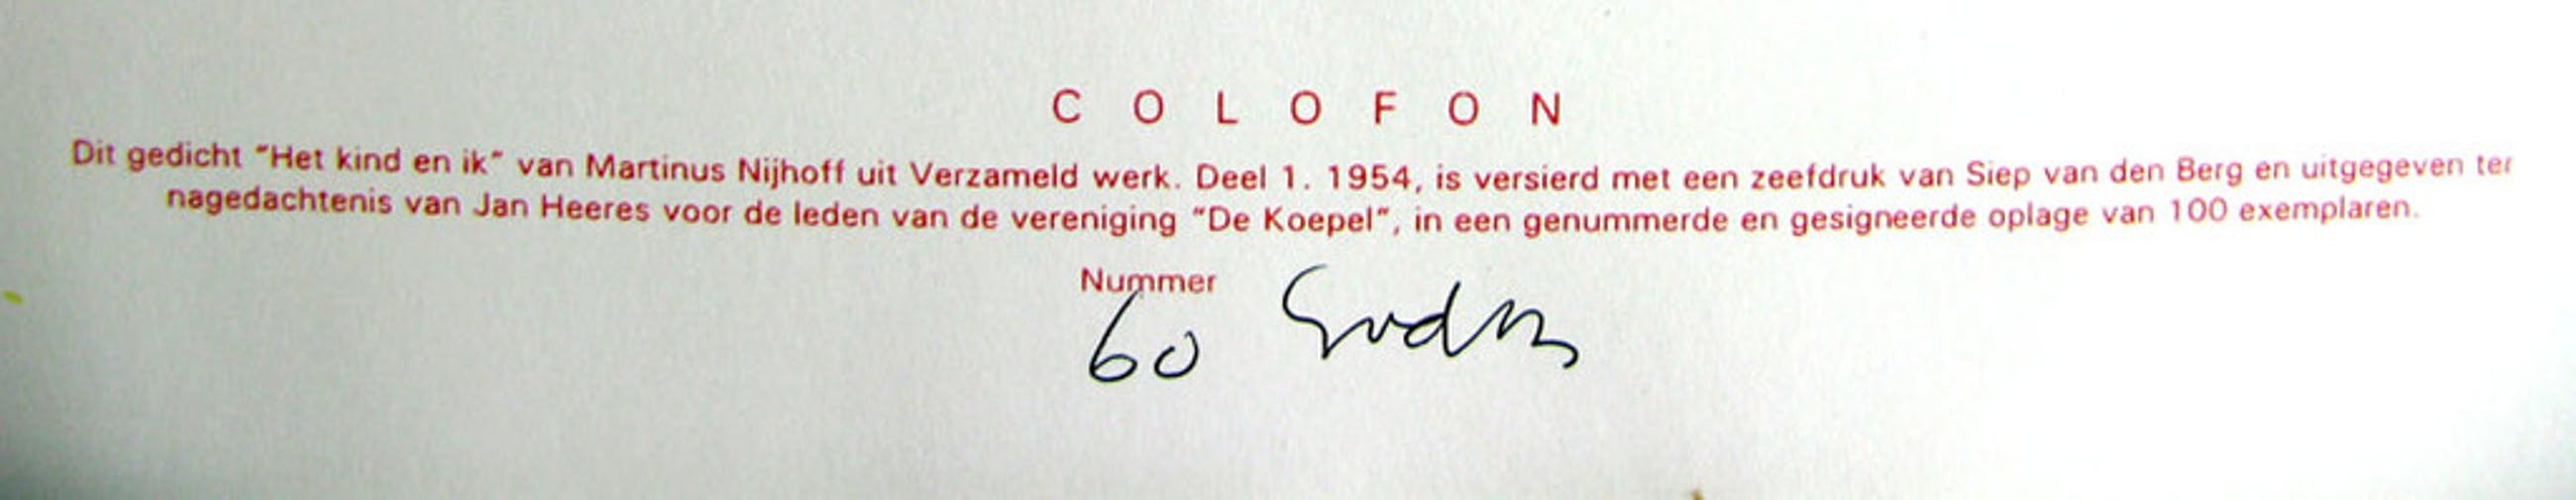 C O L O F O N
Dit gedicht "Het kind en ik" van Martinus Nijhoff uit Verzameld werk. Deel 1. 1954, is versierd met een zeefdruk van Siep van den Berg en uitgegeven ter
nagedachtenis van Jan Heeres voor de leden van de vereniging "De Koepel", in een genummerde en gesigneerde oplage van 100 exemplaren.
Nummer
60